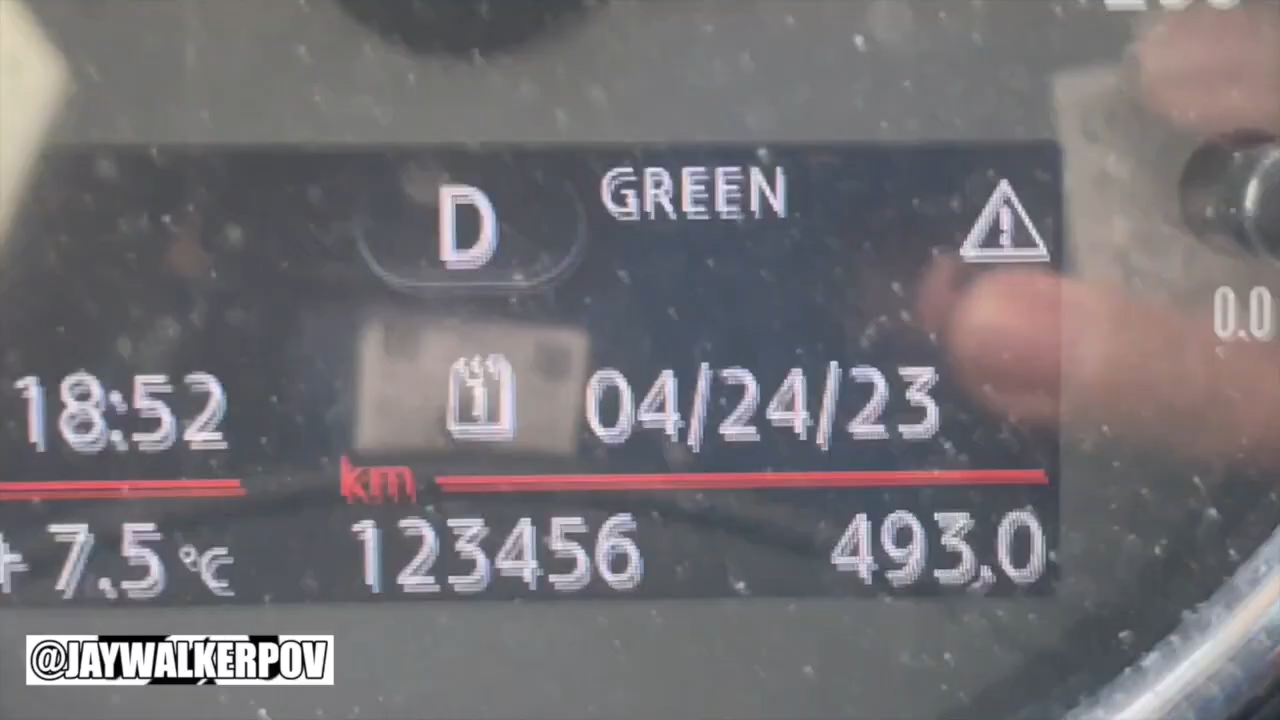 D GREEN
0.0
18:52 04/24/23
km
+7.5 °C 123456 493.0
@JAYWALKERPOV